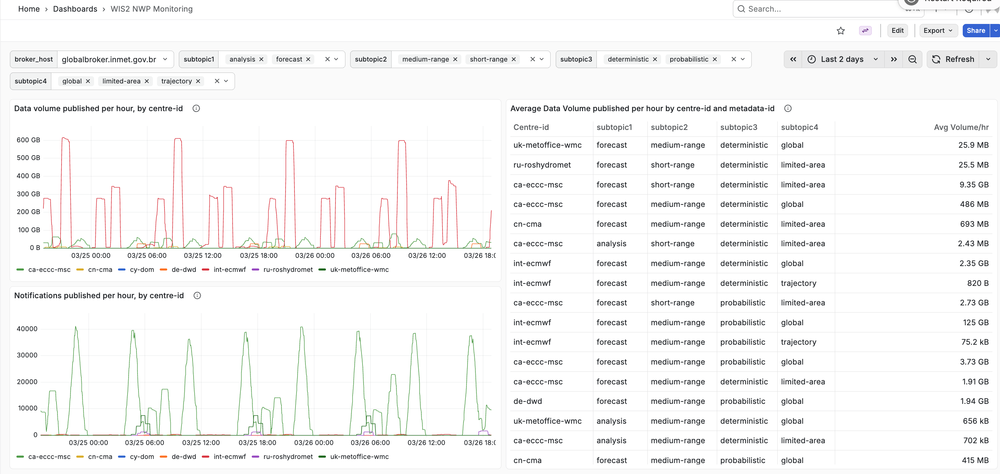 Home › Dashboards › WIS2 NWP Monitoring
Search...
Edit
Export
Share
broker_host globalbroker.inmet.gov.br
subtopic1 analysis forecast
subtopic2 medium-range short-range
subtopic3 deterministic probabilistic
Last 2 days
Refresh
subtopic4 global limited-area trajectory
Data volume published per hour, by centre-id
600 GB
500 GB
400 GB
300 GB
200 GB
100 GB
0 B
03/25 00:00 03/25 06:00 03/25 12:00 03/25 18:00 03/26 00:00 03/26 06:00 03/26 12:00 03/26 18:0
ca-eccc-msc cn-cma cy-dom de-dwd int-ecmwf ru-roshydromet uk-metoffice-wmc
Notifications published per hour, by centre-id
40000
30000
20000
10000
0
03/25 00:00 03/25 06:00 03/25 12:00 03/25 18:00 03/26 00:00 03/26 06:00 03/26 12:00 03/26 18:0
ca-eccc-msc cn-cma cy-dom de-dwd int-ecmwf ru-roshydromet uk-metoffice-wmc
Average Data Volume published per hour by centre-id and metadata-id
Centre-id subtopic1 subtopic2 subtopic3 subtopic4 Avg Volume/hr
uk-metoffice-wmc forecast medium-range deterministic global 25.9 MB
ru-roshydromet forecast short-range deterministic limited-area 25.5 MB
ca-eccc-msc forecast short-range deterministic limited-area 9.35 GB
ca-eccc-msc forecast medium-range deterministic global 486 MB
cn-cma forecast medium-range deterministic limited-area 693 MB
ca-eccc-msc analysis short-range deterministic limited-area 2.43 MB
int-ecmwf forecast medium-range deterministic global 2.35 GB
int-ecmwf forecast medium-range deterministic trajectory 820 B
ca-eccc-msc forecast short-range probabilistic limited-area 2.73 GB
int-ecmwf forecast medium-range probabilistic global 125 GB
int-ecmwf forecast medium-range probabilistic trajectory 75.2 kB
ca-eccc-msc forecast medium-range probabilistic global 3.73 GB
ca-eccc-msc forecast medium-range deterministic limited-area 1.91 GB
de-dwd forecast medium-range probabilistic global 1.94 GB
uk-metoffice-wmc analysis medium-range deterministic global 656 kB
ca-eccc-msc analysis medium-range deterministic limited-area 702 kB
cn-cma forecast medium-range probabilistic global 415 MB